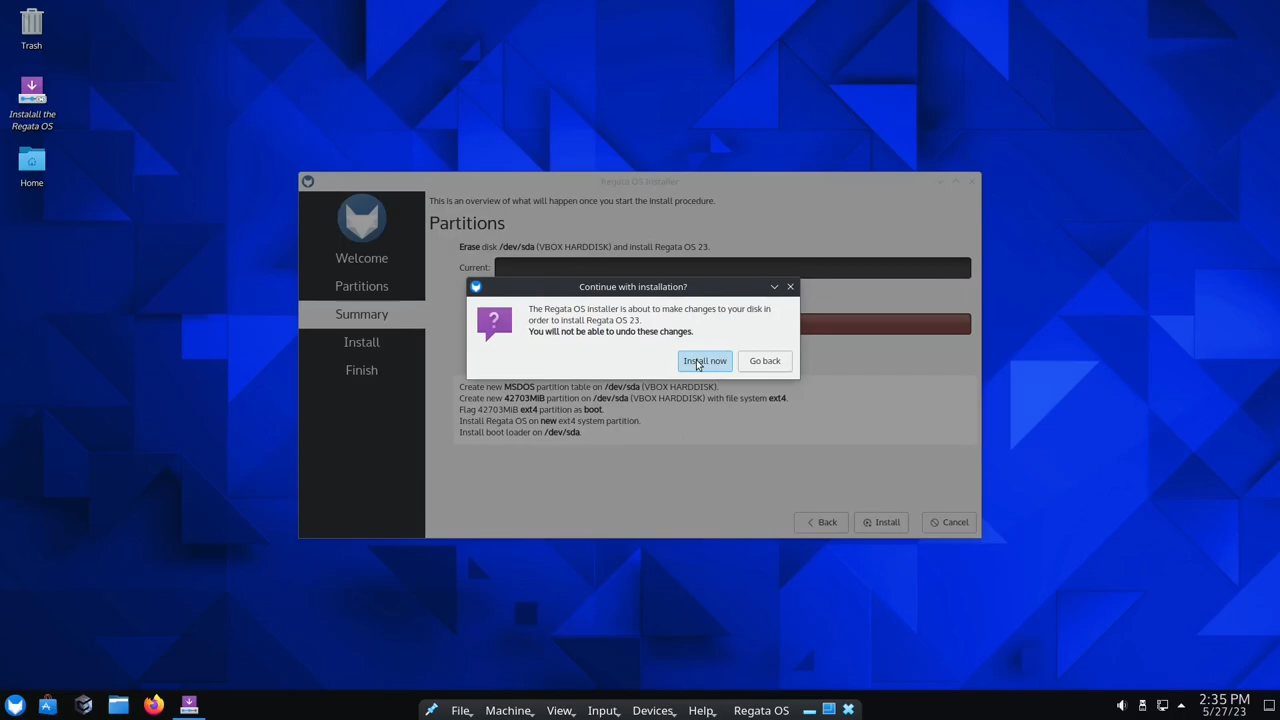 Trash
Instalall the
Regata OS
Home
Regata OS Installer
Welcome
Partitions
Summary
Install
Finish
This is an overview of what will happen once you start the install procedure.
Partitions
Erase disk /dev/sda (VBOX HARDDISK) and install Regata OS 23.
Current:
Continue with installation?
The Regata OS installer is about to make changes to your disk in
order to install Regata OS 23.
You will not be able to undo these changes.
Install now
Go back
Create new MSDOS partition table on /dev/sda (VBOX HARDDISK).
Create new 42703MiB partition on /dev/sda (VBOX HARDDISK) with file system ext4.
Flag 42703MiB ext4 partition as boot.
Install Regata OS on new ext4 system partition.
Install boot loader on /dev/sda.
Back
Install
Cancel
File
Machine
View
Input
Devices
Help
Regata OS
2:35 PM
5/27/23